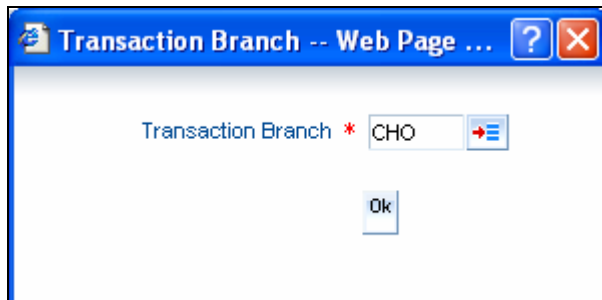 Transaction Branch -- Web Page ...
Transaction Branch * CHO
Ok